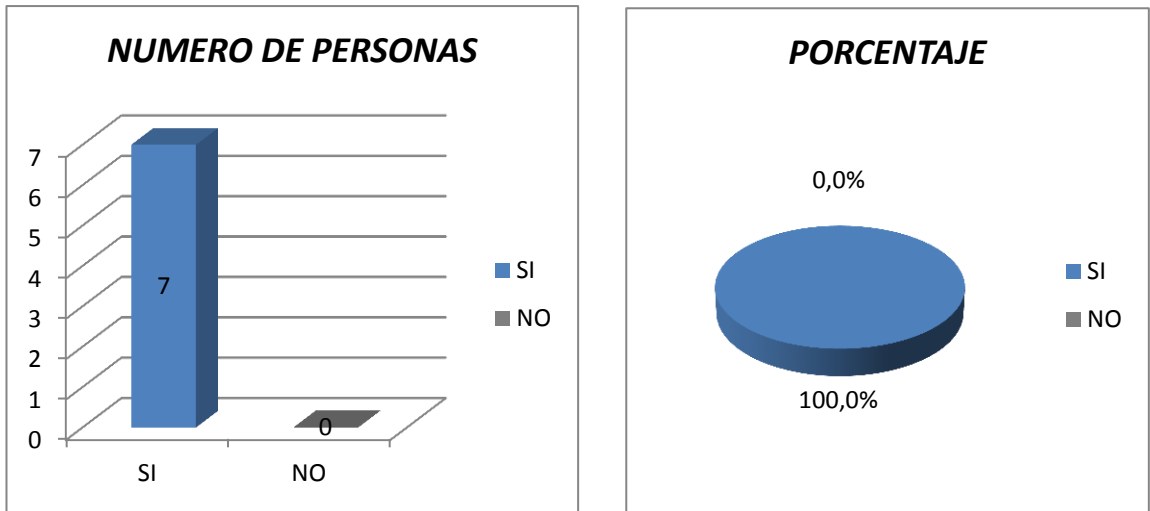 NUMERO DE PERSONAS
7
6
5
4
3
2
1
0
7
0
SI
NO
SI
NO
PORCENTAJE
0,0%
100,0%
SI
NO